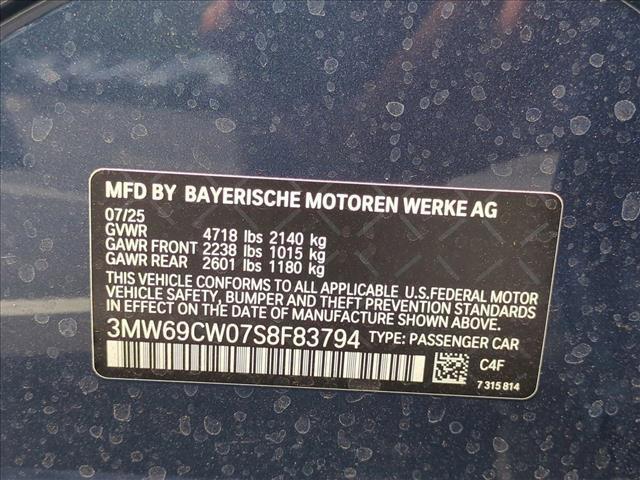 MFD BY BAYERISCHE MOTOREN WERKE AG
07/25
GVWR 4718 lbs 2140 kg
GAWR FRONT 2238 lbs 1015 kg
GAWR REAR 2601 lbs 1180 kg
THIS VEHICLE CONFORMS TO ALL APPLICABLE U.S.FEDERAL MOTOR
VEHICLE SAFETY, BUMPER, AND THEFT PREVENTION STANDARDS
IN EFFECT ON THE DATE OF MANUFACTURE SHOWN ABOVE.
3MW69CW07S8F83794 TYPE: PASSENGER CAR
C4F
7 315 814